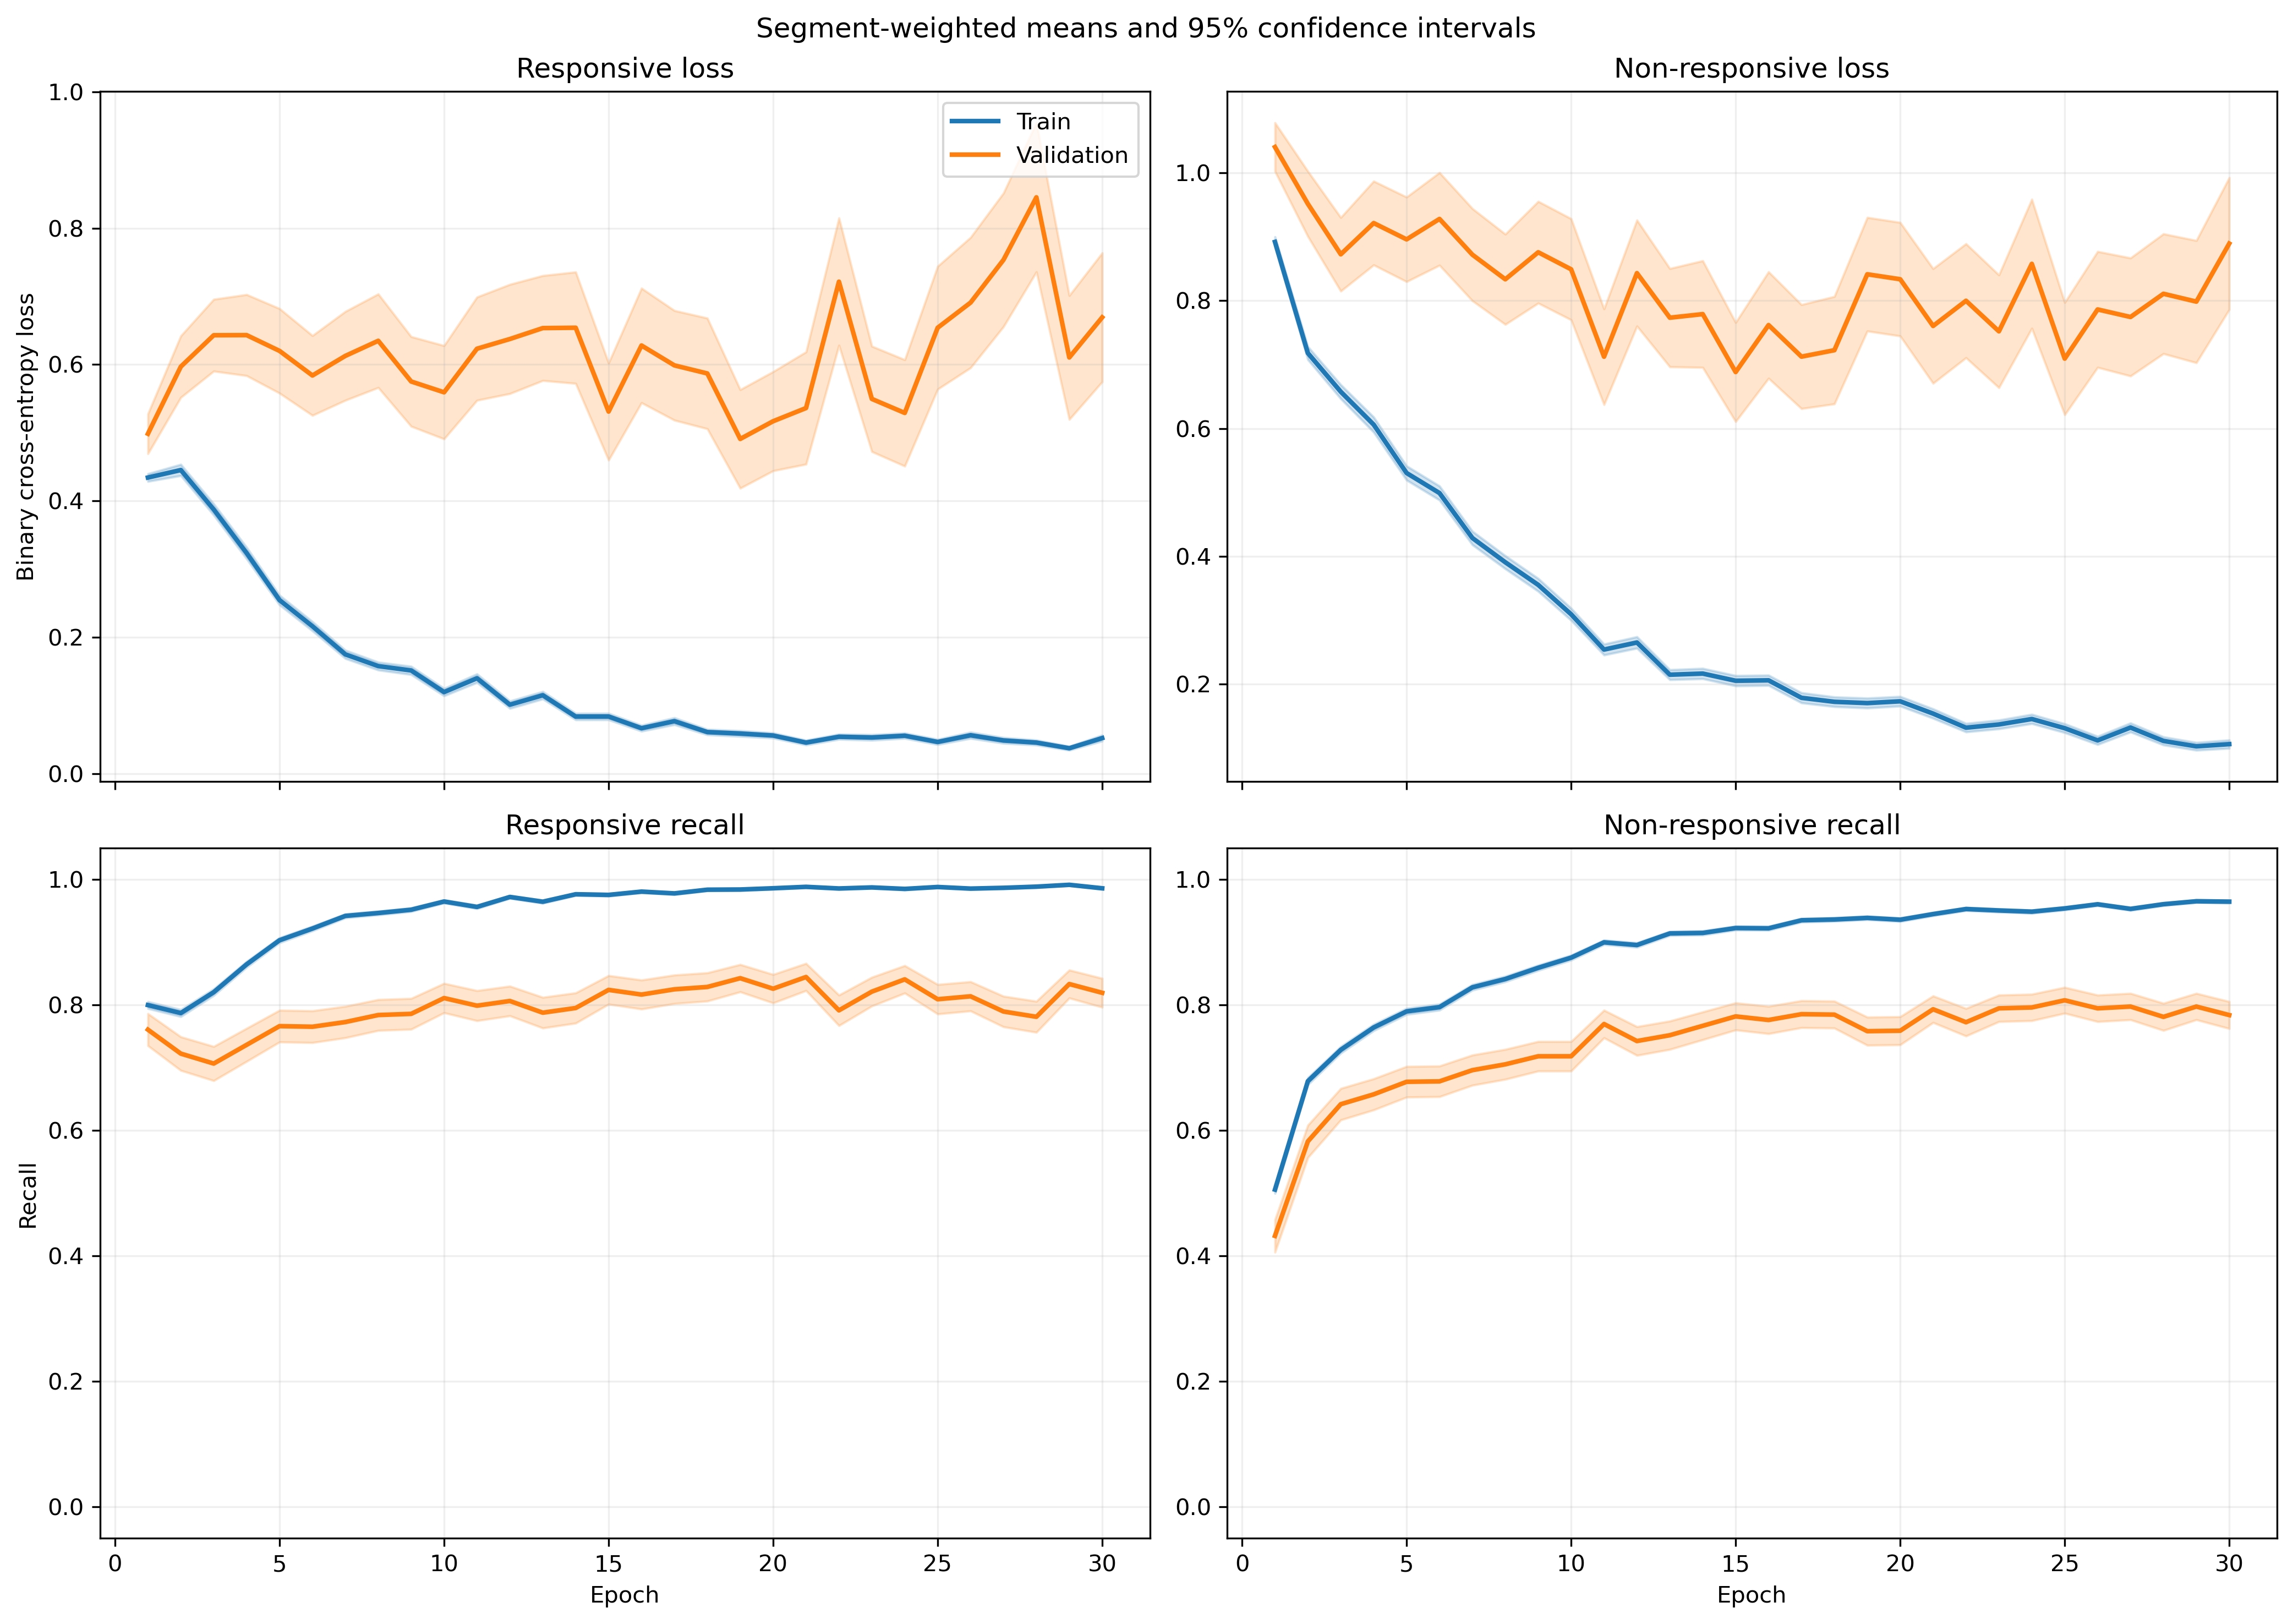 Segment-weighted means and 95% confidence intervals
Responsive loss
Non-responsive loss
Binary cross-entropy loss
1.0
0.8
0.6
0.4
0.2
0.0
Train
Validation
1.0
0.8
0.6
0.4
0.2
Responsive recall
Non-responsive recall
Recall
1.0
0.8
0.6
0.4
0.2
0.0
0 5 10 15 20 25 30
Epoch
1.0
0.8
0.6
0.4
0.2
0.0
0 5 10 15 20 25 30
Epoch